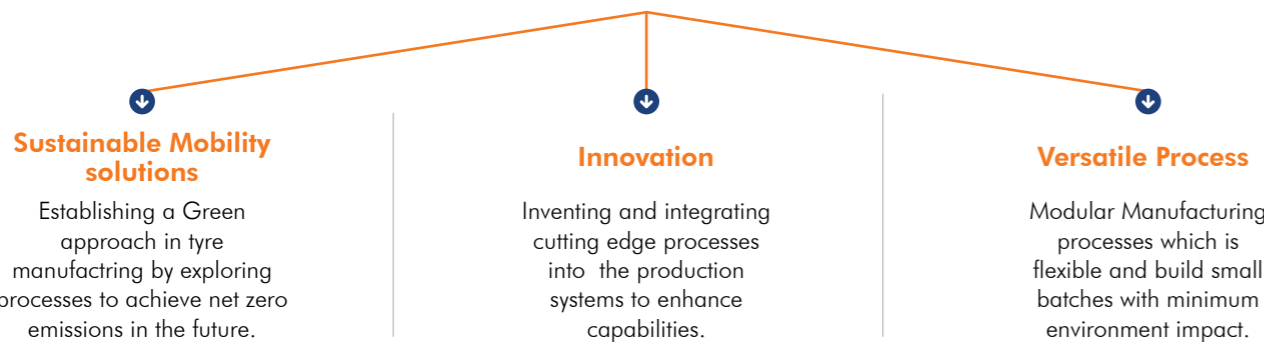 Sustainable Mobility
solutions
Establishing a Green
approach in tyre
manufactring by exploring
processes to achieve net zero
emissions in the future.
Innovation
Inventing and integrating
cutting edge processes
into the production
systems to enhance
capabilities.
Versatile Process
Modular Manufacturing
processes which is
flexible and build small
batches with minimum
environment impact.